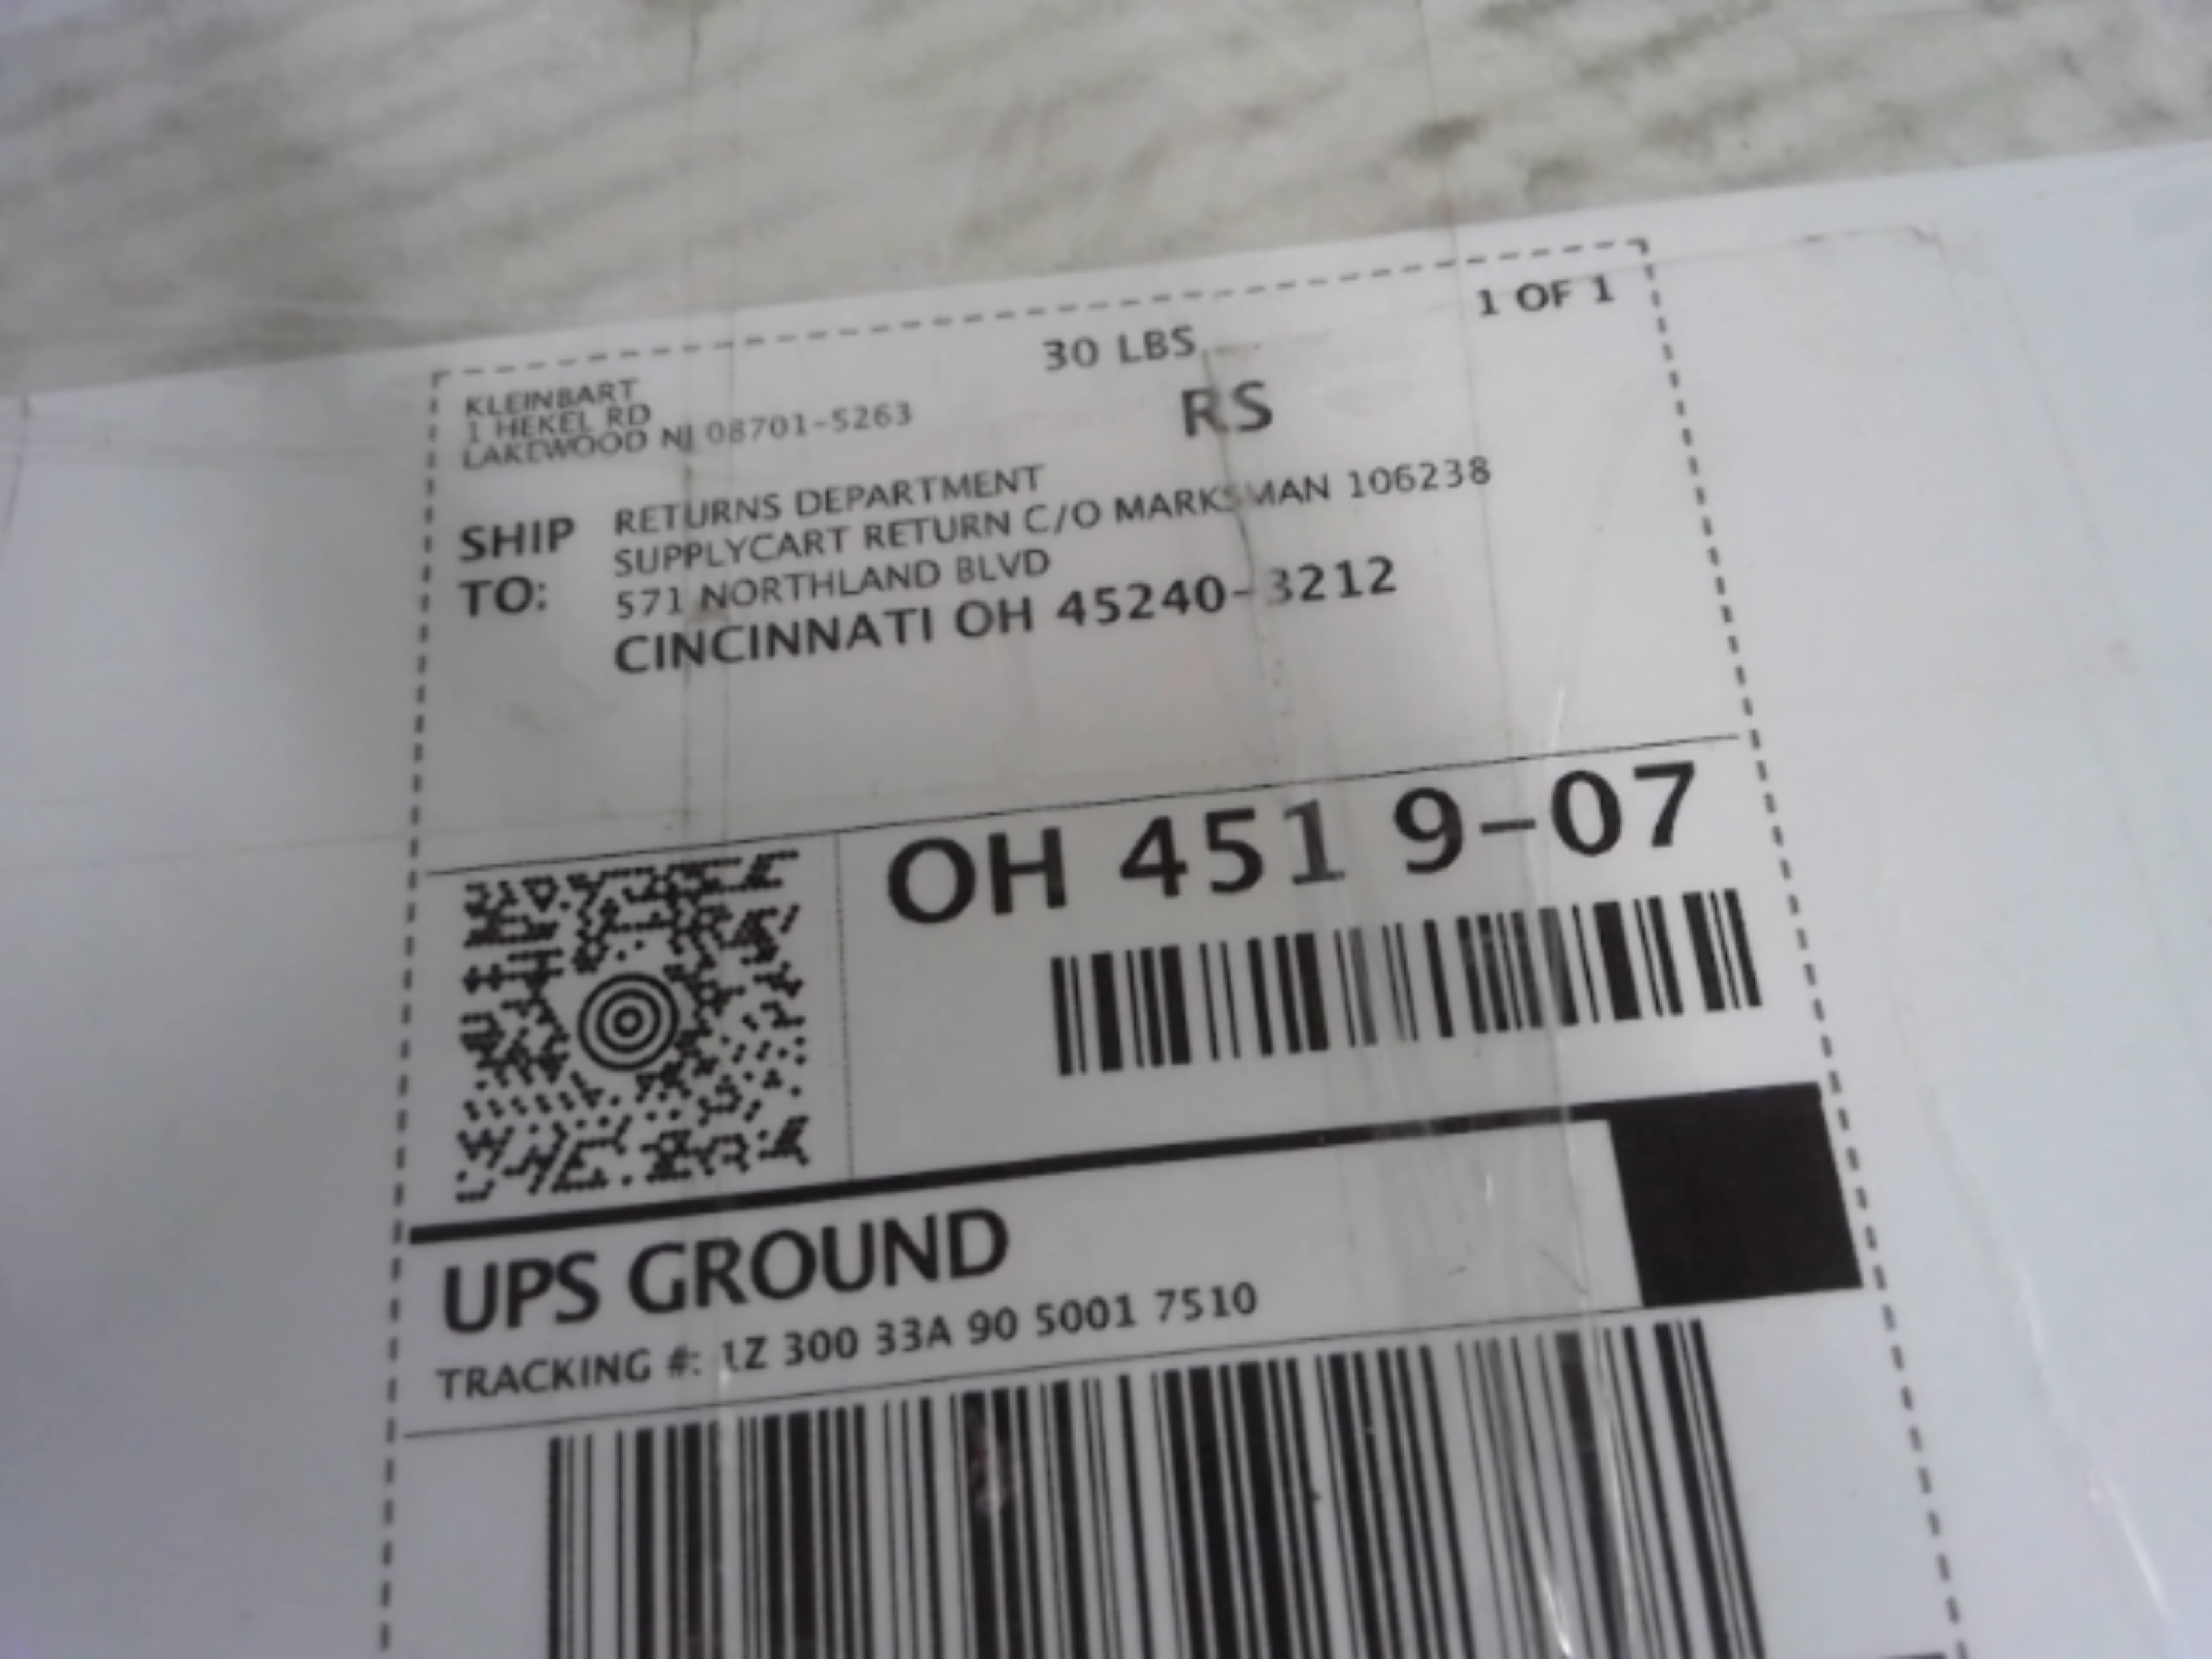 1 OF 1
30 LBS
RS
KLEINBART
1 HEKEL RD
LAKEWOOD NJ 08701-5263
SHIP TO:
RETURNS DEPARTMENT
SUPPLYCART RETURN C/O MARKSMAN 106238
571 NORTHLAND BLVD
CINCINNATI OH 45240-3212
OH 451 9-07
UPS GROUND
TRACKING #: 1Z 300 33A 90 5001 7510